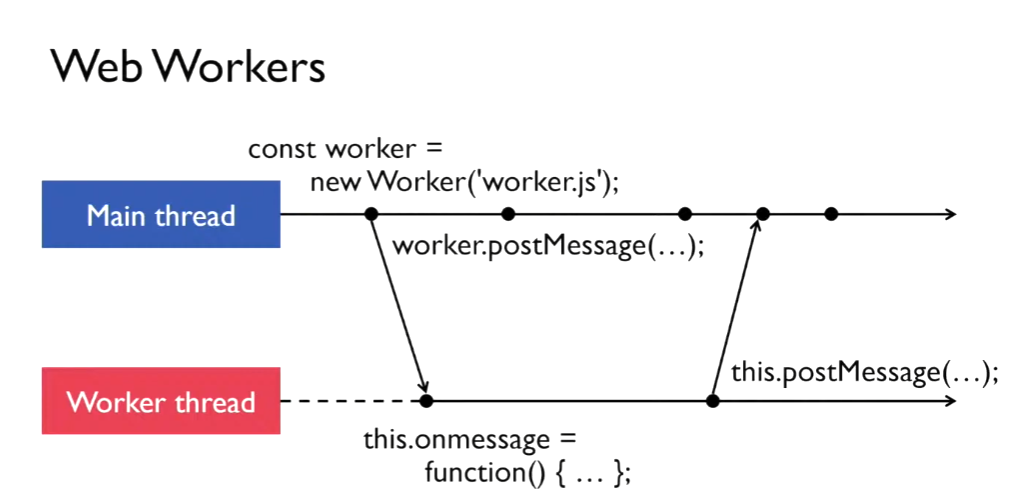 Web Workers
const worker =
new Worker('worker.js');
Main thread
worker.postMessage(…);
this.postMessage(…);
Worker thread
this.onmessage =
function() { … };